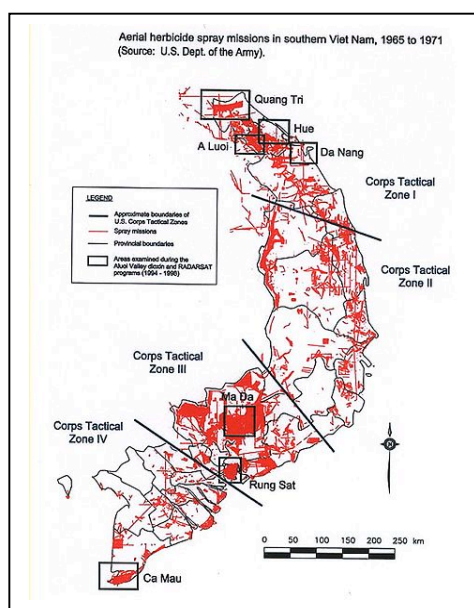 Aerial herbicide spray missions in southern Viet Nam, 1965 to 1971
(Source: U.S. Dept. of the Army).
Quang Tri
Hue
A Luoi
Da Nang
Corps Tactical
Zone I
LEGEND
Approximate boundaries of
U.S. Corps Tactical Zones
Spray missions
Provincial boundaries
Areas examined during the
Aluoi Valley dioxin and RADARSAT
programs (1994 - 1998)
Corps Tactical
Zone II
Corps Tactical
Zone III
Ma Da
Corps Tactical
Zone IV
Rung Sat
0 50 100 150 200 250 km
Ca Mau